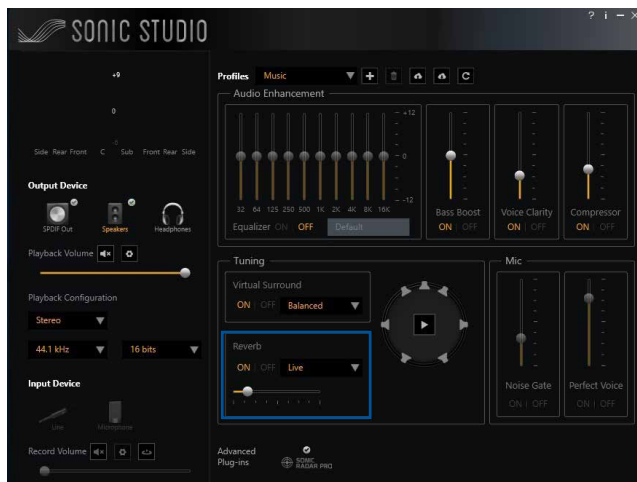 SONIC STUDIO
? i
+9
0
-9
Side Rear Front C Sub Front Rear Side
Output Device
SPDIF Out Speakers Headphones
Playback Volume
Playback Configuration
Stereo
44.1 kHz 16 bits
Input Device
Line Microphone
Record Volume
Profiles Music
Audio Enhancement
+12
0
-12
32 64 125 250 500 1K 2K 4K 8K 16K
Equalizer ON OFF Default
Bass Boost
ON | OFF
Voice Clarity
ON | OFF
Compressor
ON | OFF
Tuning
Virtual Surround
ON | OFF Balanced
Reverb
ON | OFF Live
Mic
Noise Gate
ON | OFF
Perfect Voice
ON | OFF
Advanced
Plug-ins
SONIC
RADAR PRO